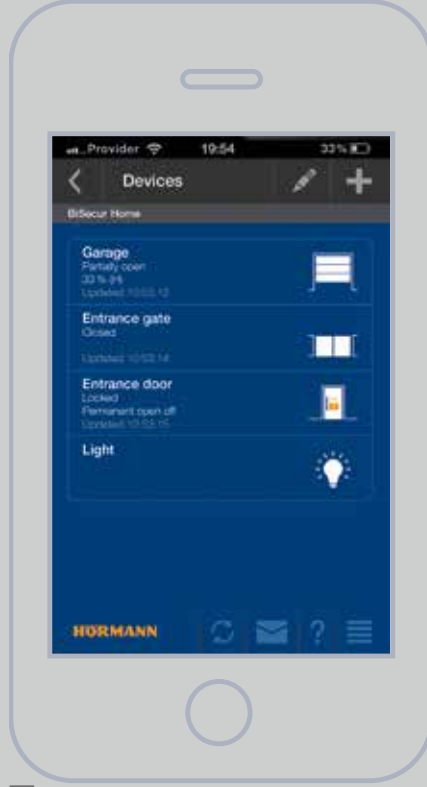 Provider 19:54 33%
Devices
BiSecur Home
Garage
Partially open
33 % (H)
Updated 10:53:13
Entrance gate
Closed
Updated 10:53:14
Entrance door
Locked
Permanent open off
Updated 10:53:15
Light
HÖRMANN
?